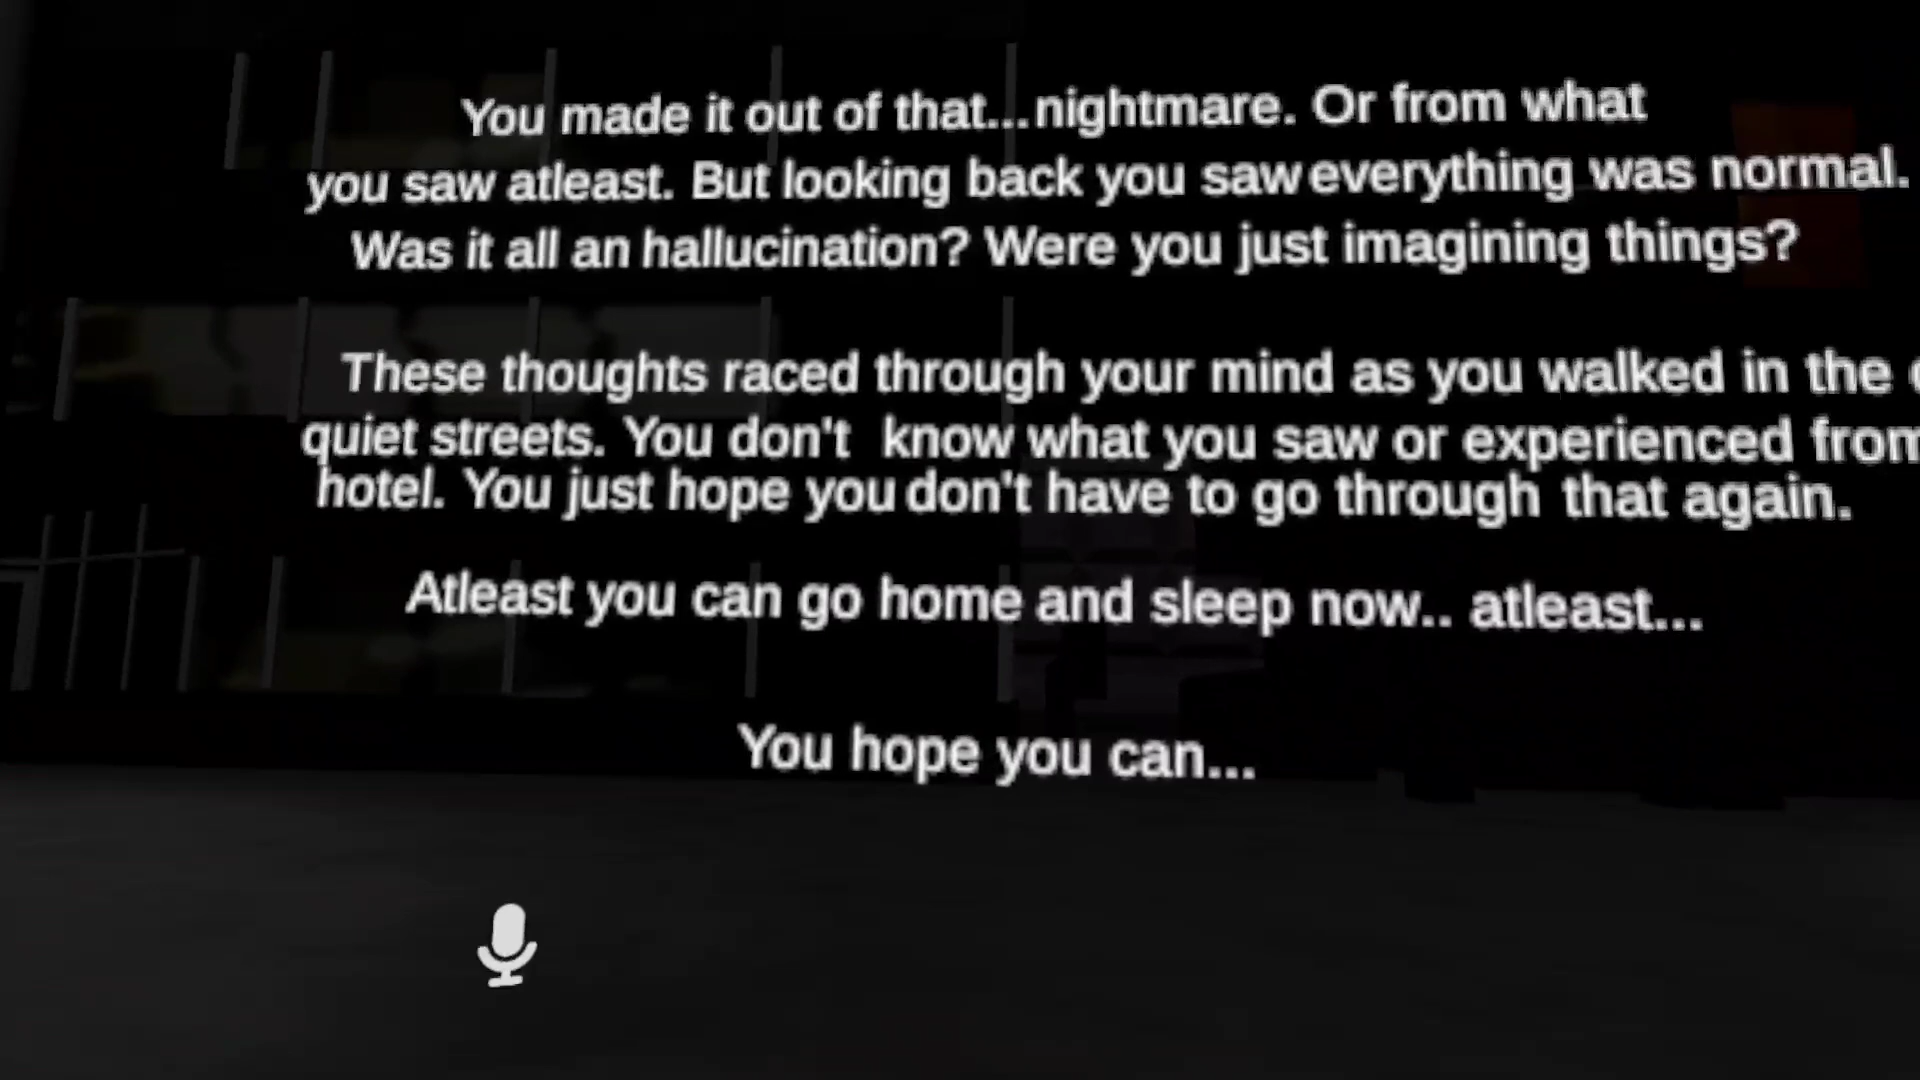 You made it out of that...nightmare. Or from what
you saw atleast. But looking back you saw everything was normal.
Was it all an hallucination? Were you just imagining things?
These thoughts raced through your mind as you walked in the
quiet streets. You don't know what you saw or experienced from
hotel. You just hope you don't have to go through that again.
Atleast you can go home and sleep now.. atleast...
You hope you can...